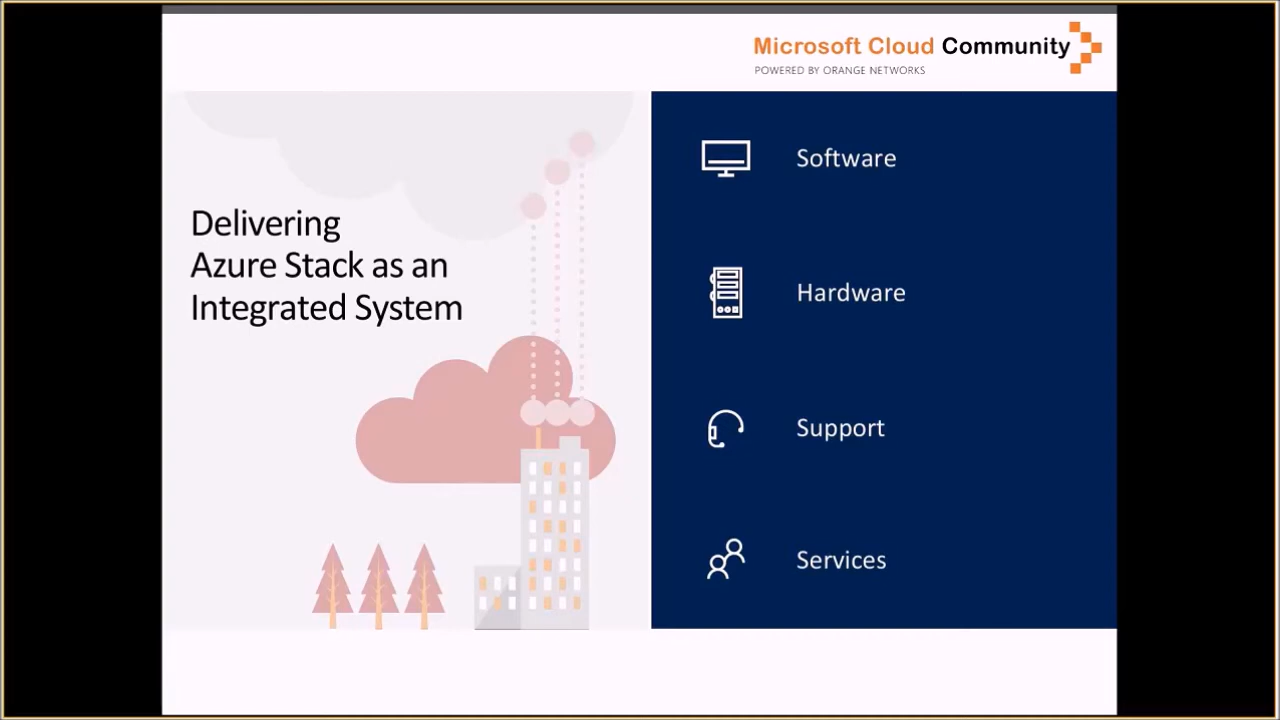 Microsoft Cloud Community
POWERED BY ORANGE NETWORKS
Delivering
Azure Stack as an
Integrated System
Software
Hardware
Support
Services